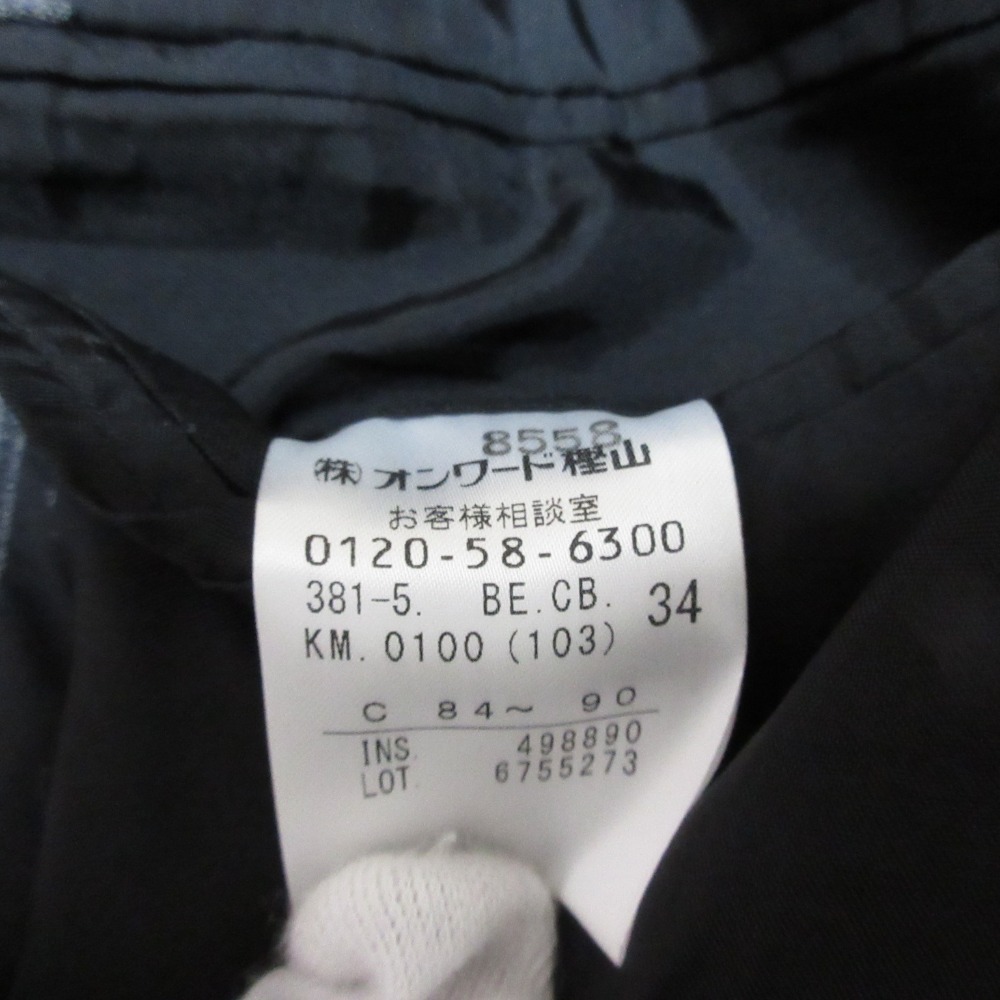 8558
㈱オンワード樫山
お客様相談室
0120-58-6300
381-5. BE.CB. 34
KM. 0100 (103)
C 84～ 90
INS. 498890
LOT. 6755273